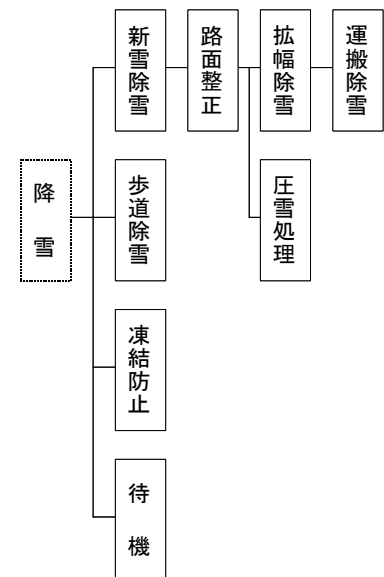 降雪
新雪除雪
路面整正
拡幅除雪
運搬除雪
歩道除雪
圧雪処理
凍結防止
待機